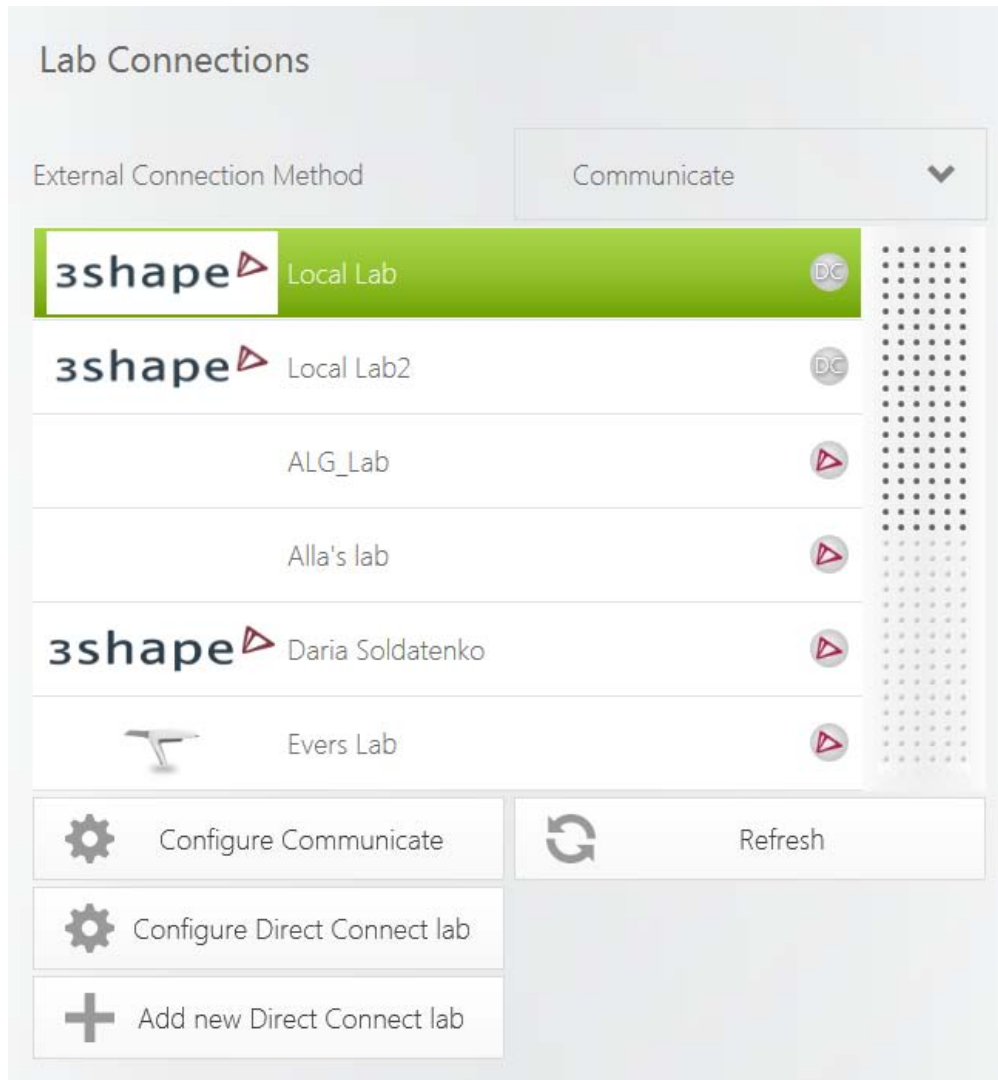 Lab Connections
External Connection Method
Communicate
3shape Local Lab DC
3shape Local Lab2 DC
ALG_Lab
Alla's lab
3shape Daria Soldatenko
Evers Lab
Configure Communicate
Refresh
Configure Direct Connect lab
Add new Direct Connect lab